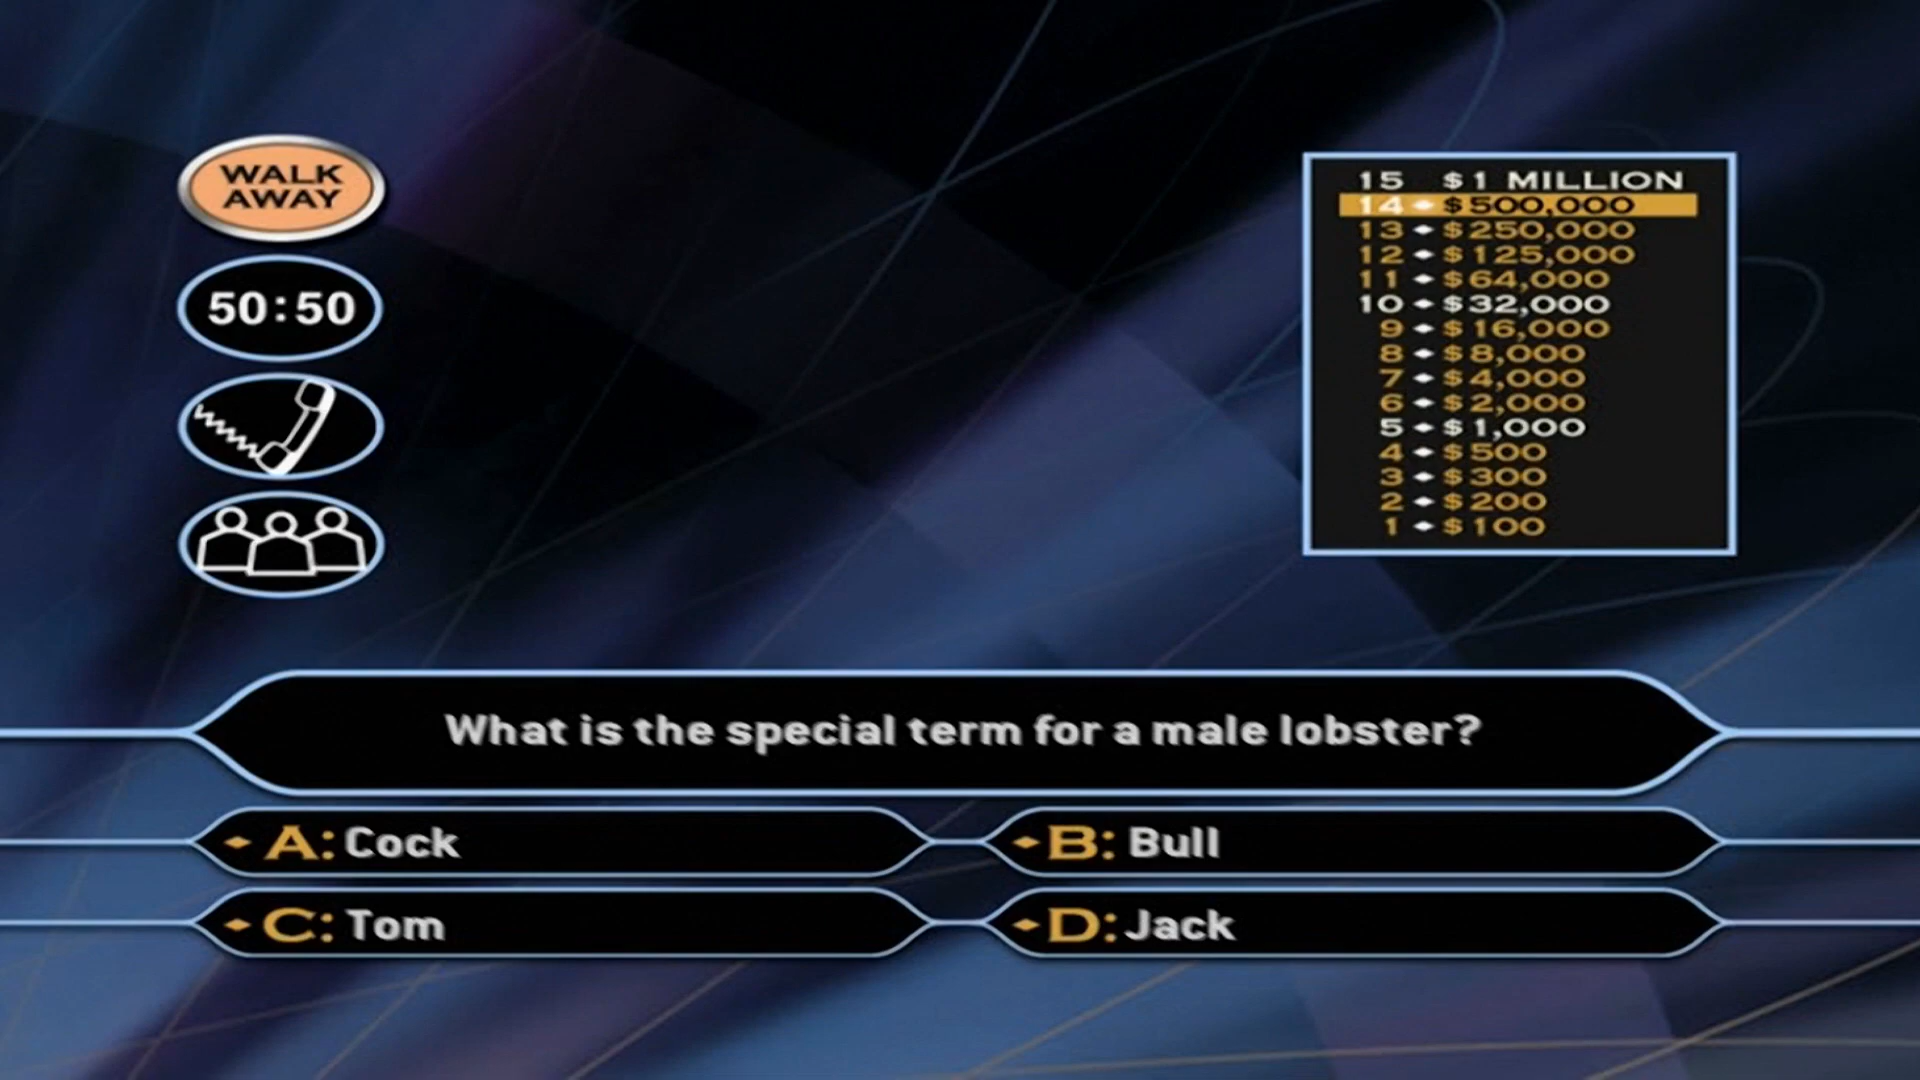 WALK
AWAY
50:50
15 $1 MILLION
14 $500,000
13 $250,000
12 $125,000
11 $64,000
10 $32,000
9 $16,000
8 $8,000
7 $4,000
6 $2,000
5 $1,000
4 $500
3 $300
2 $200
1 $100
What is the special term for a male lobster?
A: Cock
B: Bull
C: Tom
D: Jack